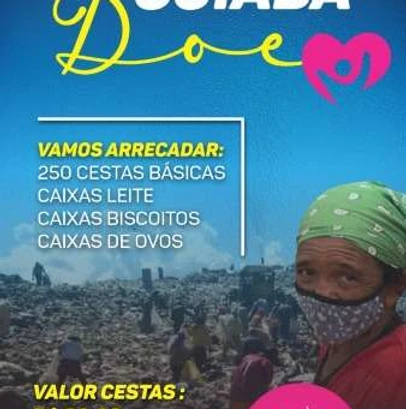 Doe
VAMOS ARRECADAR:
250 CESTAS BÁSICAS
CAIXAS LEITE
CAIXAS BISCOITOS
CAIXAS DE OVOS
VALOR CESTAS :